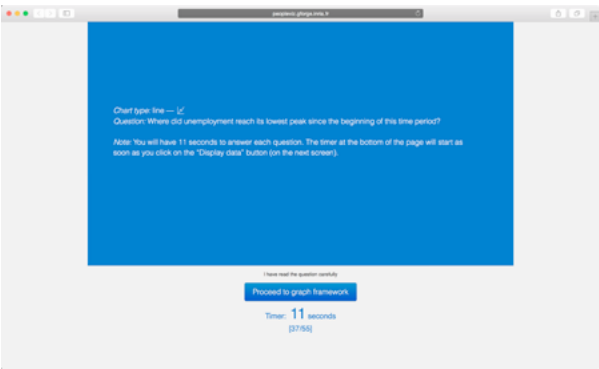 peoplevis.gforge.inria.fr
Chart type: line —
Question: Where did unemployment reach its lowest peak since the beginning of this time period?
Note: You will have 11 seconds to answer each question. The timer at the bottom of the page will start as
soon as you click on the "Display data" button (on the next screen).
I have read the question carefully
Proceed to graph framework
Timer: 11 seconds
[37/55]